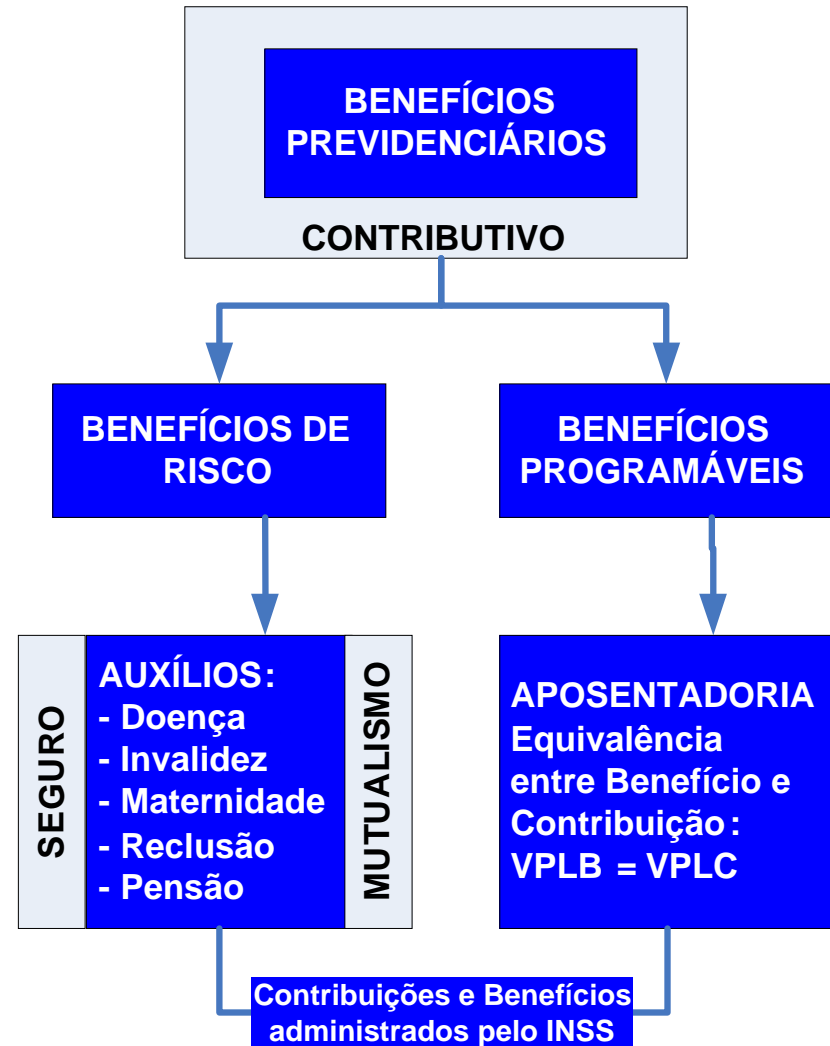 BENEFÍCIOS
PREVIDENCIÁRIOS
CONTRIBUTIVO
BENEFÍCIOS DE
RISCO
BENEFÍCIOS
PROGRAMÁVEIS
SEGURO
AUXÍLIOS:
- Doença
- Invalidez
- Maternidade
- Reclusão
- Pensão
MUTUALISMO
APOSENTADORIA
Equivalência
entre Benefício e
Contribuição:
VPLB = VPLC
Contribuições e Benefícios
administrados pelo INSS